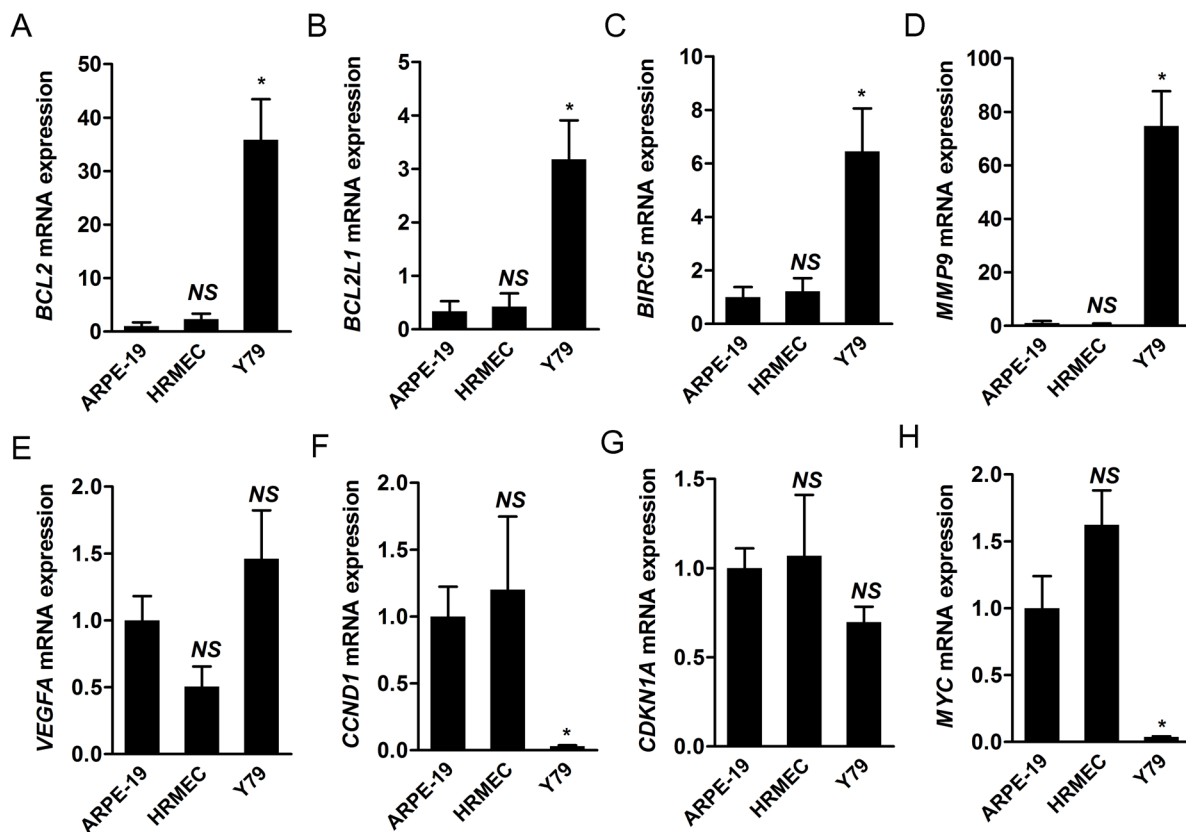 A
BCL2 mRNA expression
50
40
30
20
10
0
NS
*
ARPE-19
HRMEC
Y79
B
BCL2L1 mRNA expression
5
4
3
2
1
0
NS
*
ARPE-19
HRMEC
Y79
C
BIRC5 mRNA expression
10
8
6
4
2
0
NS
*
ARPE-19
HRMEC
Y79
D
MMP9 mRNA expression
100
80
60
40
20
0
NS
*
ARPE-19
HRMEC
Y79
E
VEGFA mRNA expression
2.0
1.5
1.0
0.5
0.0
NS
NS
ARPE-19
HRMEC
Y79
F
CCND1 mRNA expression
2.0
1.5
1.0
0.5
0.0
NS
*
ARPE-19
HRMEC
Y79
G
CDKN1A mRNA expression
1.5
1.0
0.5
0.0
NS
NS
ARPE-19
HRMEC
Y79
H
MYC mRNA expression
2.0
1.5
1.0
0.5
0.0
NS
*
ARPE-19
HRMEC
Y79